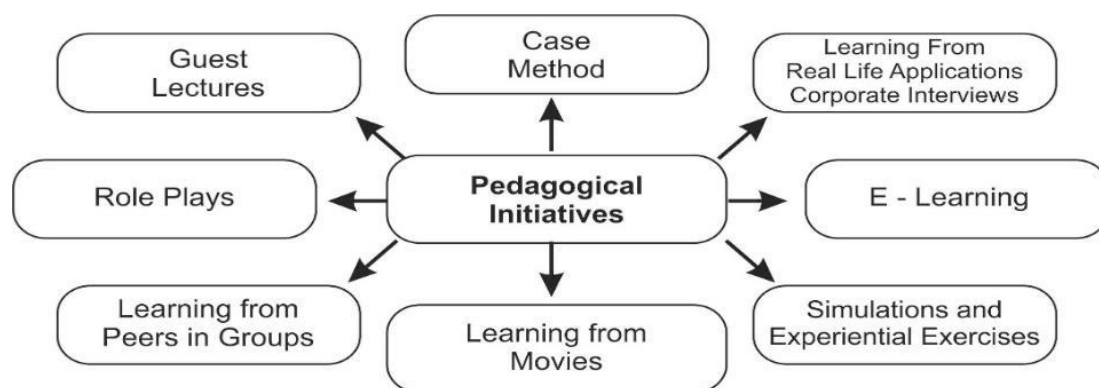 Guest
Lectures
Case
Method
Learning From
Real Life Applications
Corporate Interviews
Role Plays
Pedagogical
Initiatives
E - Learning
Learning from
Peers in Groups
Learning from
Movies
Simulations and
Experiential Exercises